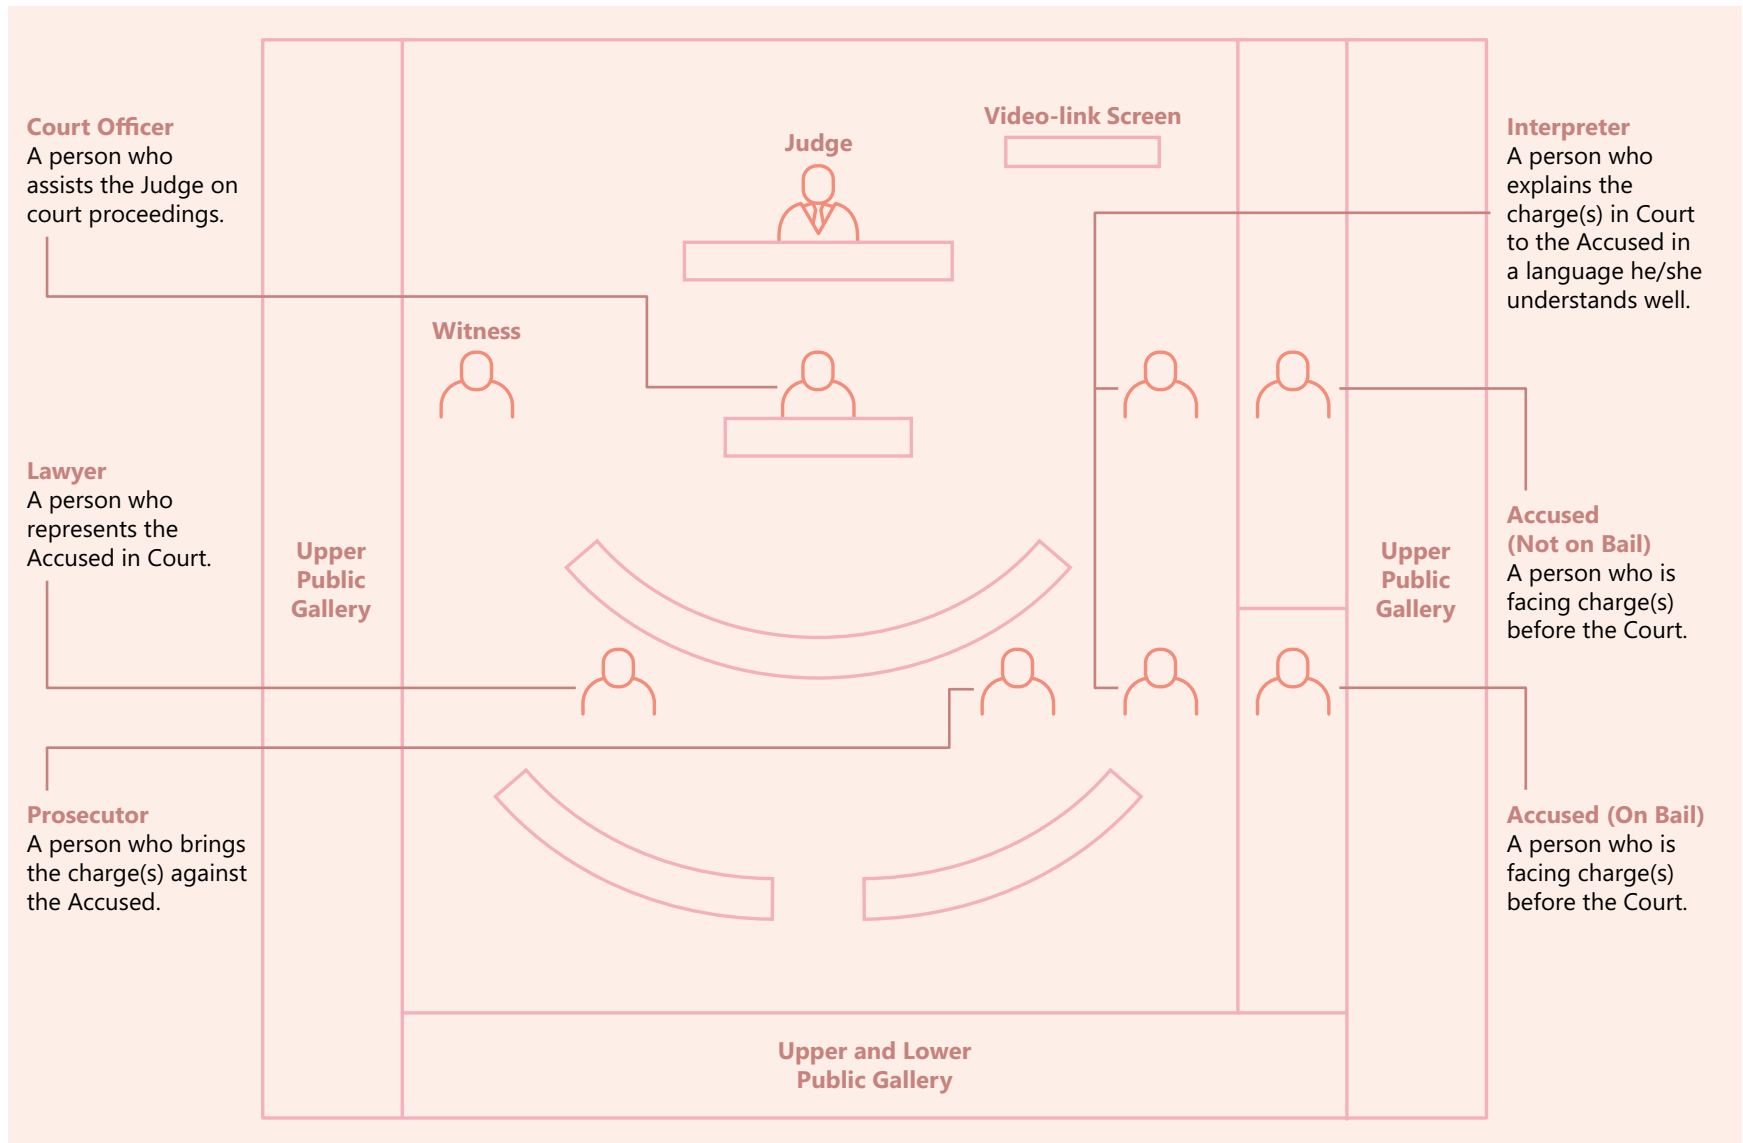 Court Officer
A person who
assists the Judge on
court proceedings.
Judge
Video-link Screen
Interpreter
A person who
explains the
charge(s) in Court
to the Accused in
a language he/she
understands well.
Witness
Lawyer
A person who
represents the
Accused in Court.
Upper
Public
Gallery
Upper
Public
Gallery
Accused
(Not on Bail)
A person who is
facing charge(s)
before the Court.
Prosecutor
A person who brings
the charge(s) against
the Accused.
Accused (On Bail)
A person who is
facing charge(s)
before the Court.
Upper and Lower
Public Gallery